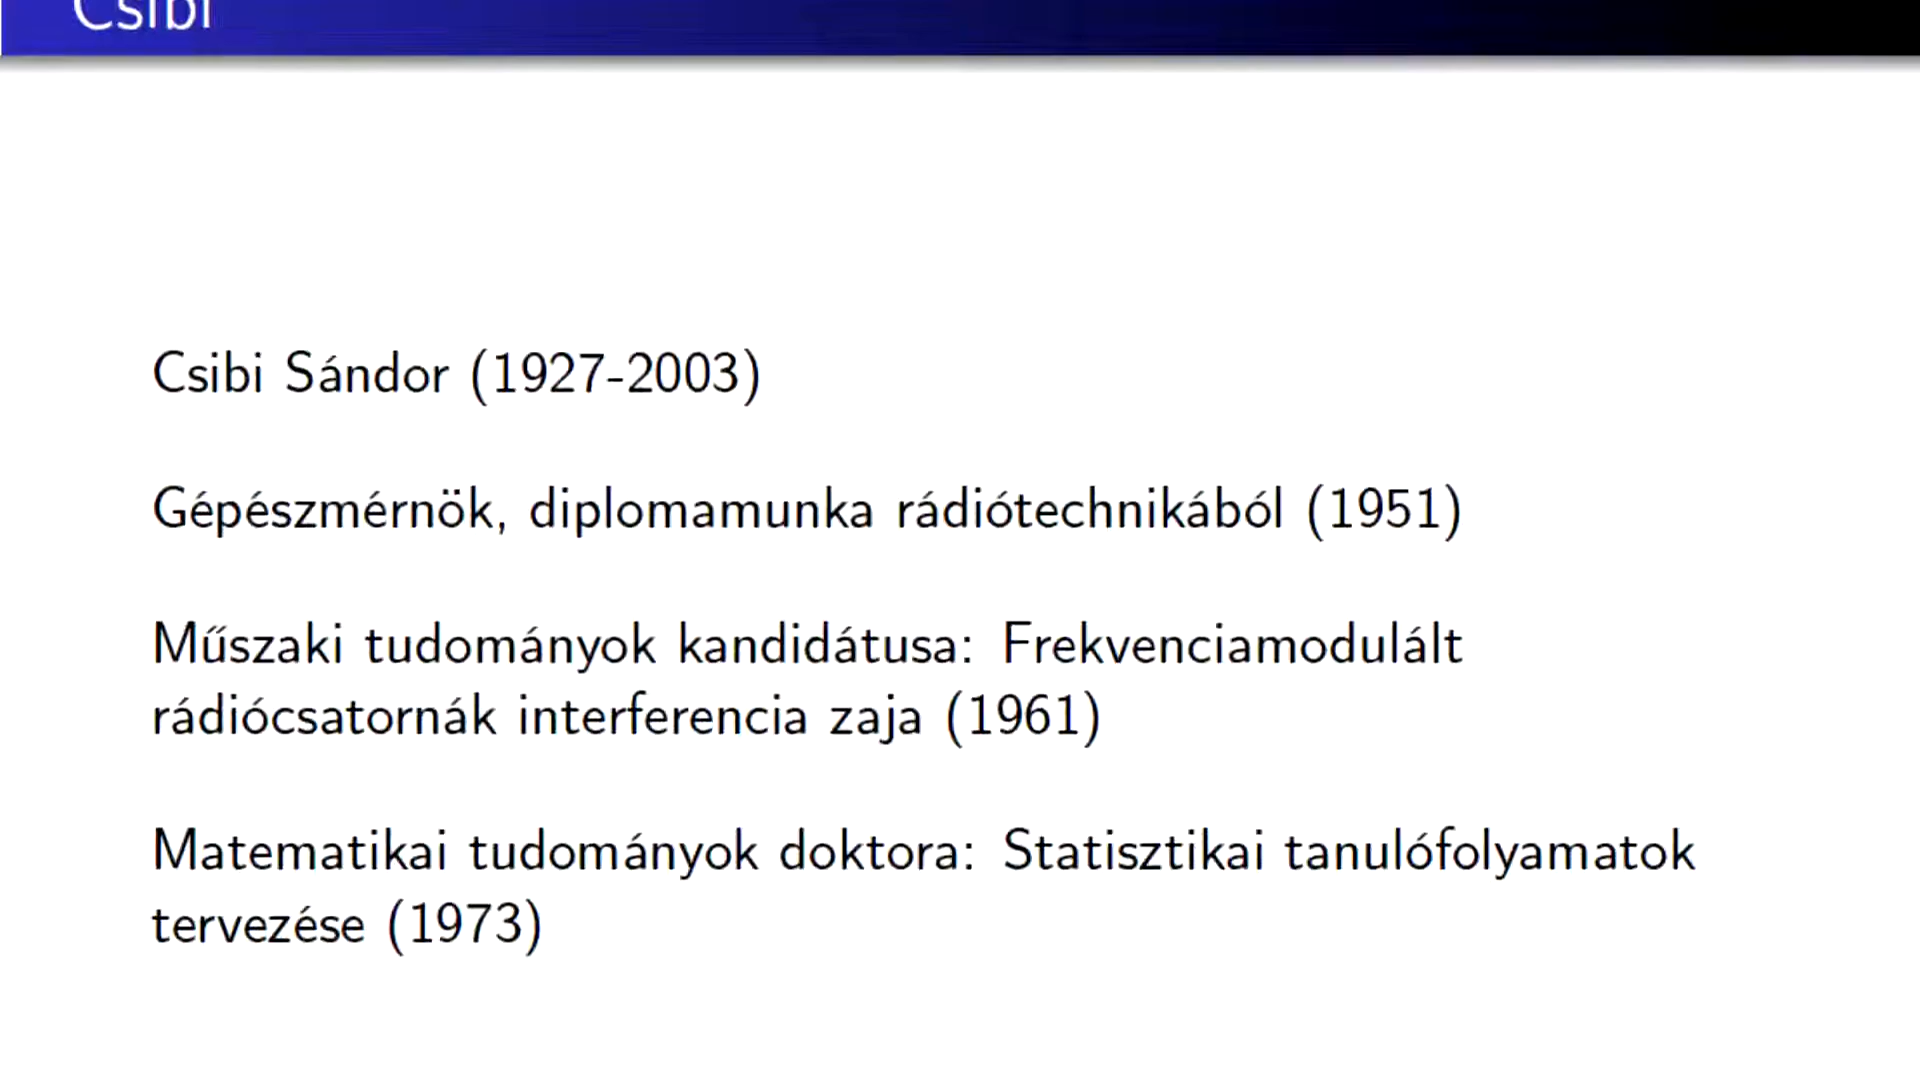 Csibi
Csibi Sándor (1927-2003)
Gépészmérnök, diplomamunka rádiótechnikából (1951)
Műszaki tudományok kandidátusa: Frekvenciamodulált
rádiócsatornák interferencia zaja (1961)
Matematikai tudományok doktora: Statisztikai tanulófolyamatok
tervezése (1973)